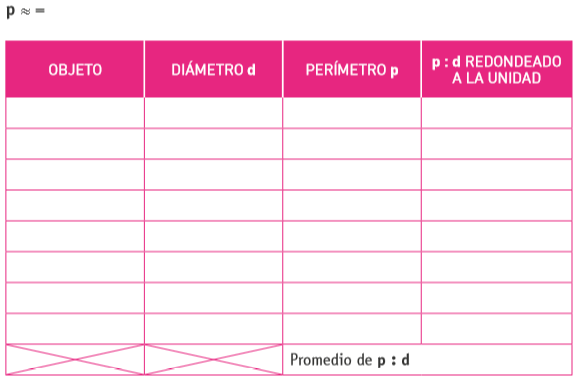 p ≈ =
OBJETO
DIÁMETRO d
PERÍMETRO p
p : d REDONDEADO
A LA UNIDAD
Promedio de p : d